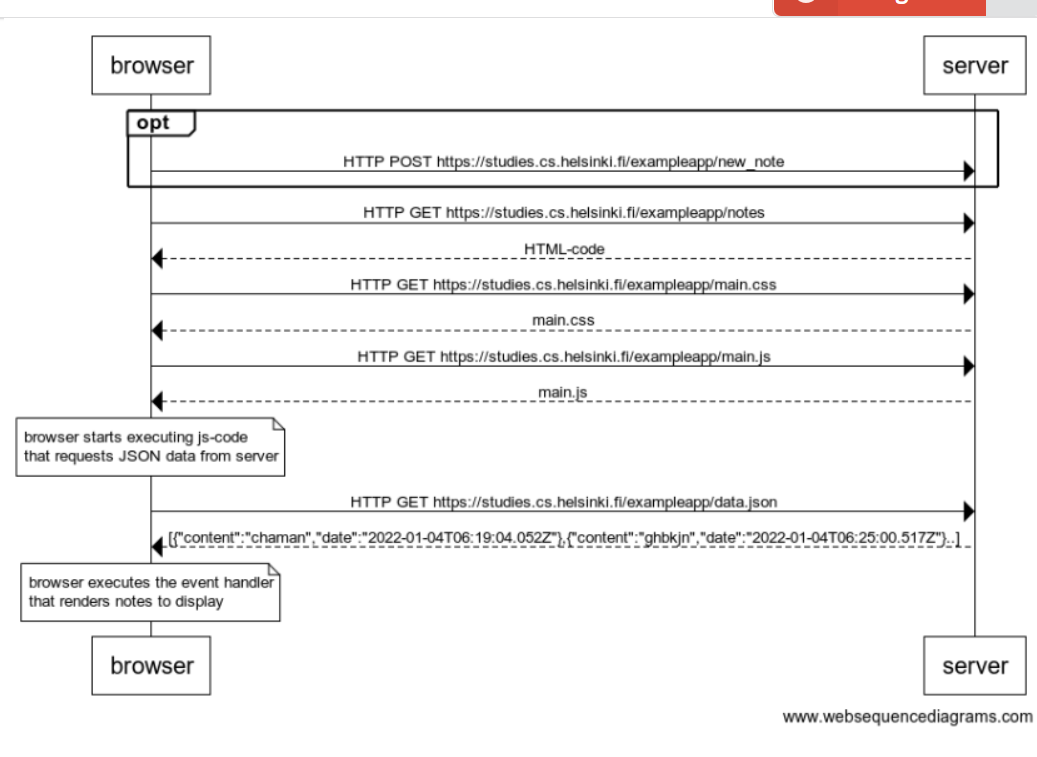 browser
server
opt
HTTP POST https://studies.cs.helsinki.fi/exampleapp/new_note
HTTP GET https://studies.cs.helsinki.fi/exampleapp/notes
HTML-code
HTTP GET https://studies.cs.helsinki.fi/exampleapp/main.css
main.css
HTTP GET https://studies.cs.helsinki.fi/exampleapp/main.js
main.js
browser starts executing js-code
that requests JSON data from server
HTTP GET https://studies.cs.helsinki.fi/exampleapp/data.json
[{"content":"chaman","date":"2022-01-04T06:19:04.052Z"},{"content":"ghbkjn","date":"2022-01-04T06:25:00.517Z"}..]
browser executes the event handler
that renders notes to display
browser
server
www.websequencediagrams.com